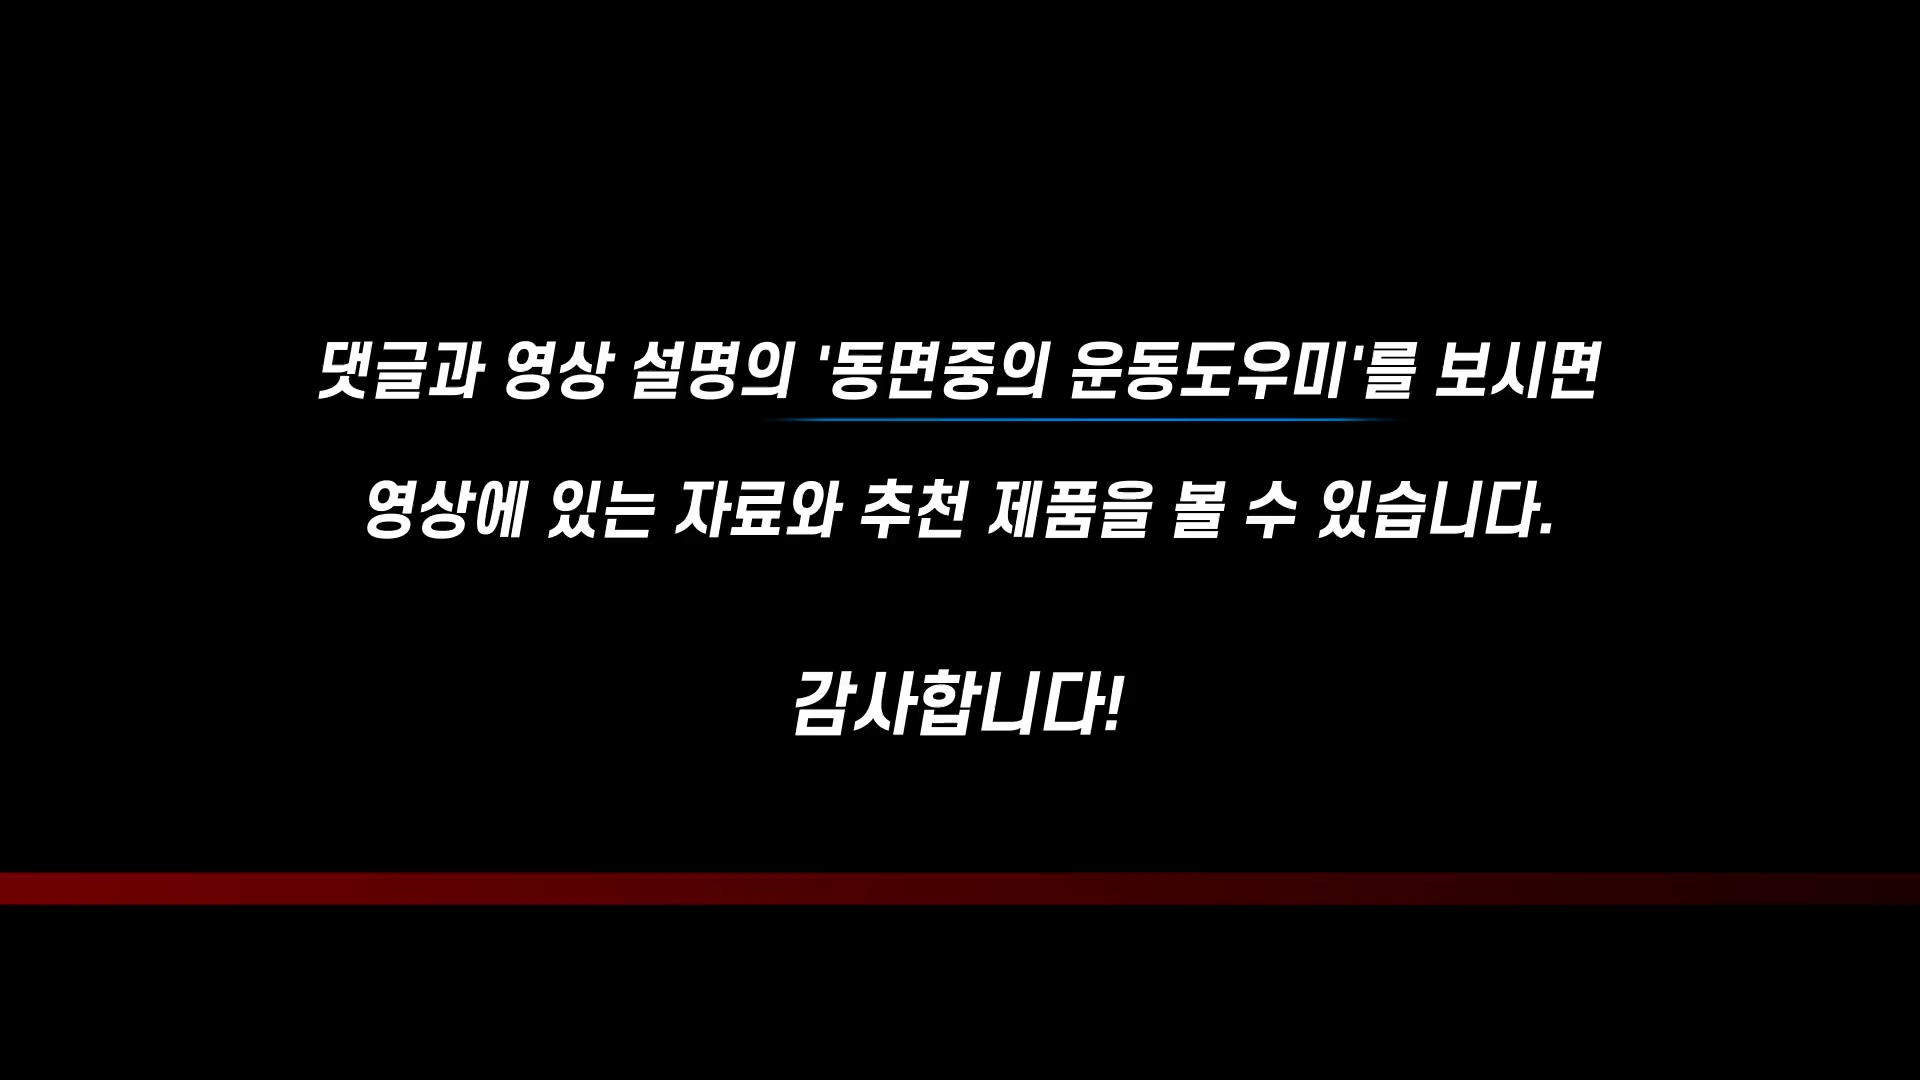 댓글과 영상 설명의 '동면중의 운동도우미'를 보시면
영상에 있는 자료와 추천 제품을 볼 수 있습니다.
감사합니다!